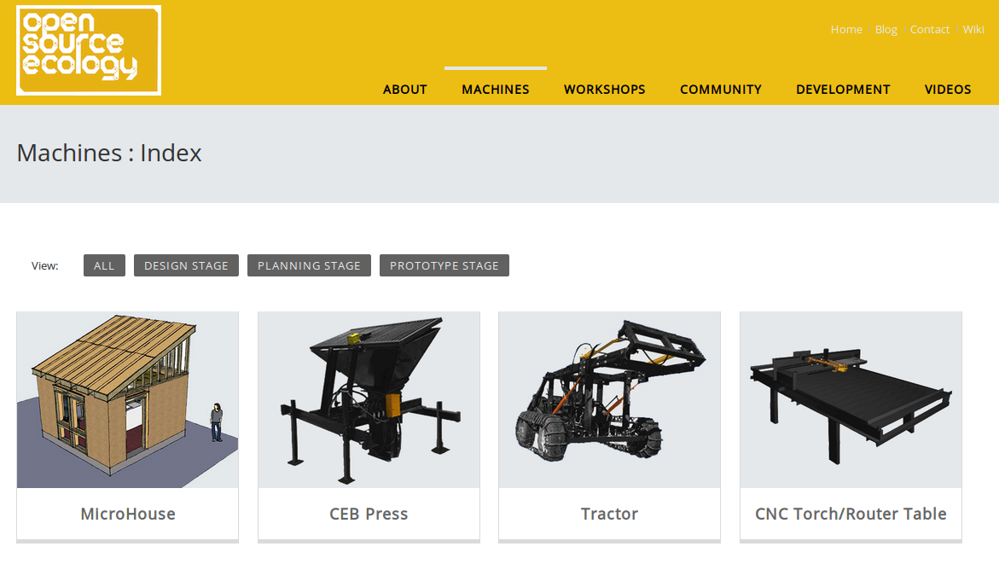 open
source
ecology
Home Blog Contact Wiki
ABOUT MACHINES WORKSHOPS COMMUNITY DEVELOPMENT VIDEOS
Machines : Index
View: ALL DESIGN STAGE PLANNING STAGE PROTOTYPE STAGE
MicroHouse CEB Press Tractor CNC Torch/Router Table